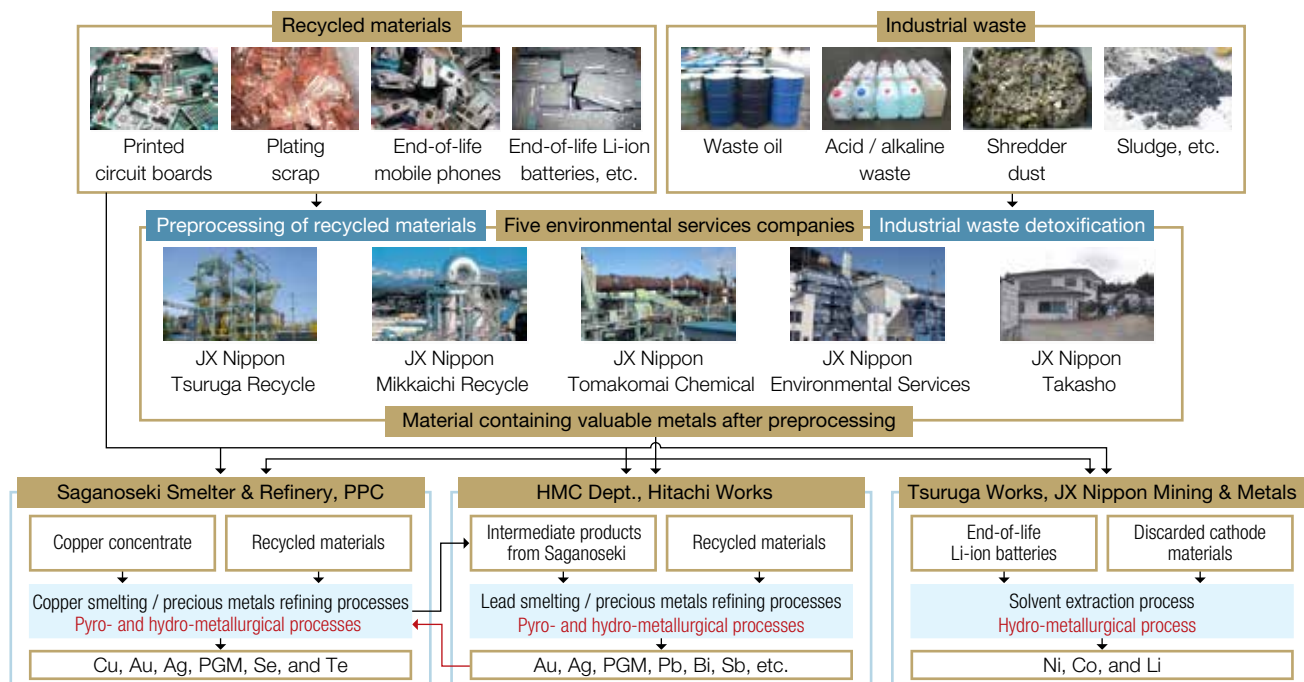 Recycled materials
Industrial waste
Printed
circuit boards
Plating
scrap
End-of-life
mobile phones
End-of-life Li-ion
batteries, etc.
Waste oil
Acid / alkaline
waste
Shredder
dust
Sludge, etc.
Preprocessing of recycled materials
Five environmental services companies
Industrial waste detoxification
JX Nippon
Tsuruga Recycle
JX Nippon
Mikkaichi Recycle
JX Nippon
Tomakomai Chemical
JX Nippon
Environmental Services
JX Nippon
Takasho
Material containing valuable metals after preprocessing
Saganoseki Smelter & Refinery, PPC
Copper concentrate
Recycled materials
Copper smelting / precious metals refining processes
Pyro- and hydro-metallurgical processes
Cu, Au, Ag, PGM, Se, and Te
HMC Dept., Hitachi Works
Intermediate products
from Saganoseki
Recycled materials
Lead smelting / precious metals refining processes
Pyro- and hydro-metallurgical processes
Au, Ag, PGM, Pb, Bi, Sb, etc.
Tsuruga Works, JX Nippon Mining & Metals
End-of-life
Li-ion batteries
Discarded cathode
materials
Solvent extraction process
Hydro-metallurgical process
Ni, Co, and Li